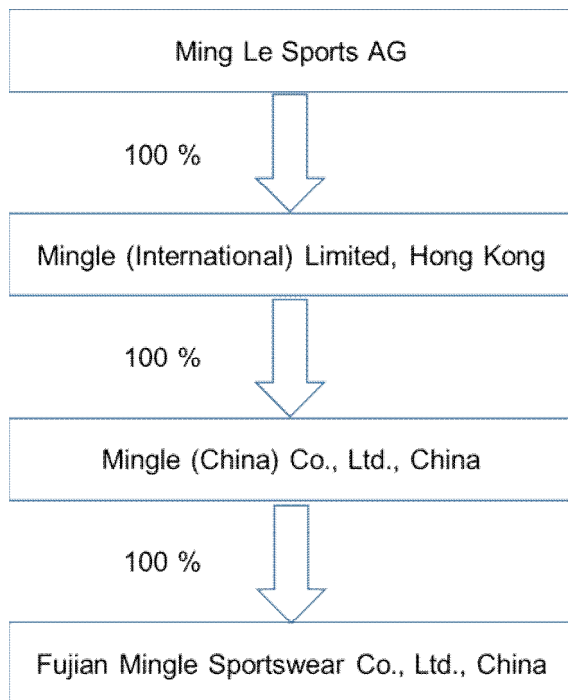 Ming Le Sports AG
100 %
Mingle (International) Limited, Hong Kong
100 %
Mingle (China) Co., Ltd., China
100 %
Fujian Mingle Sportswear Co., Ltd., China